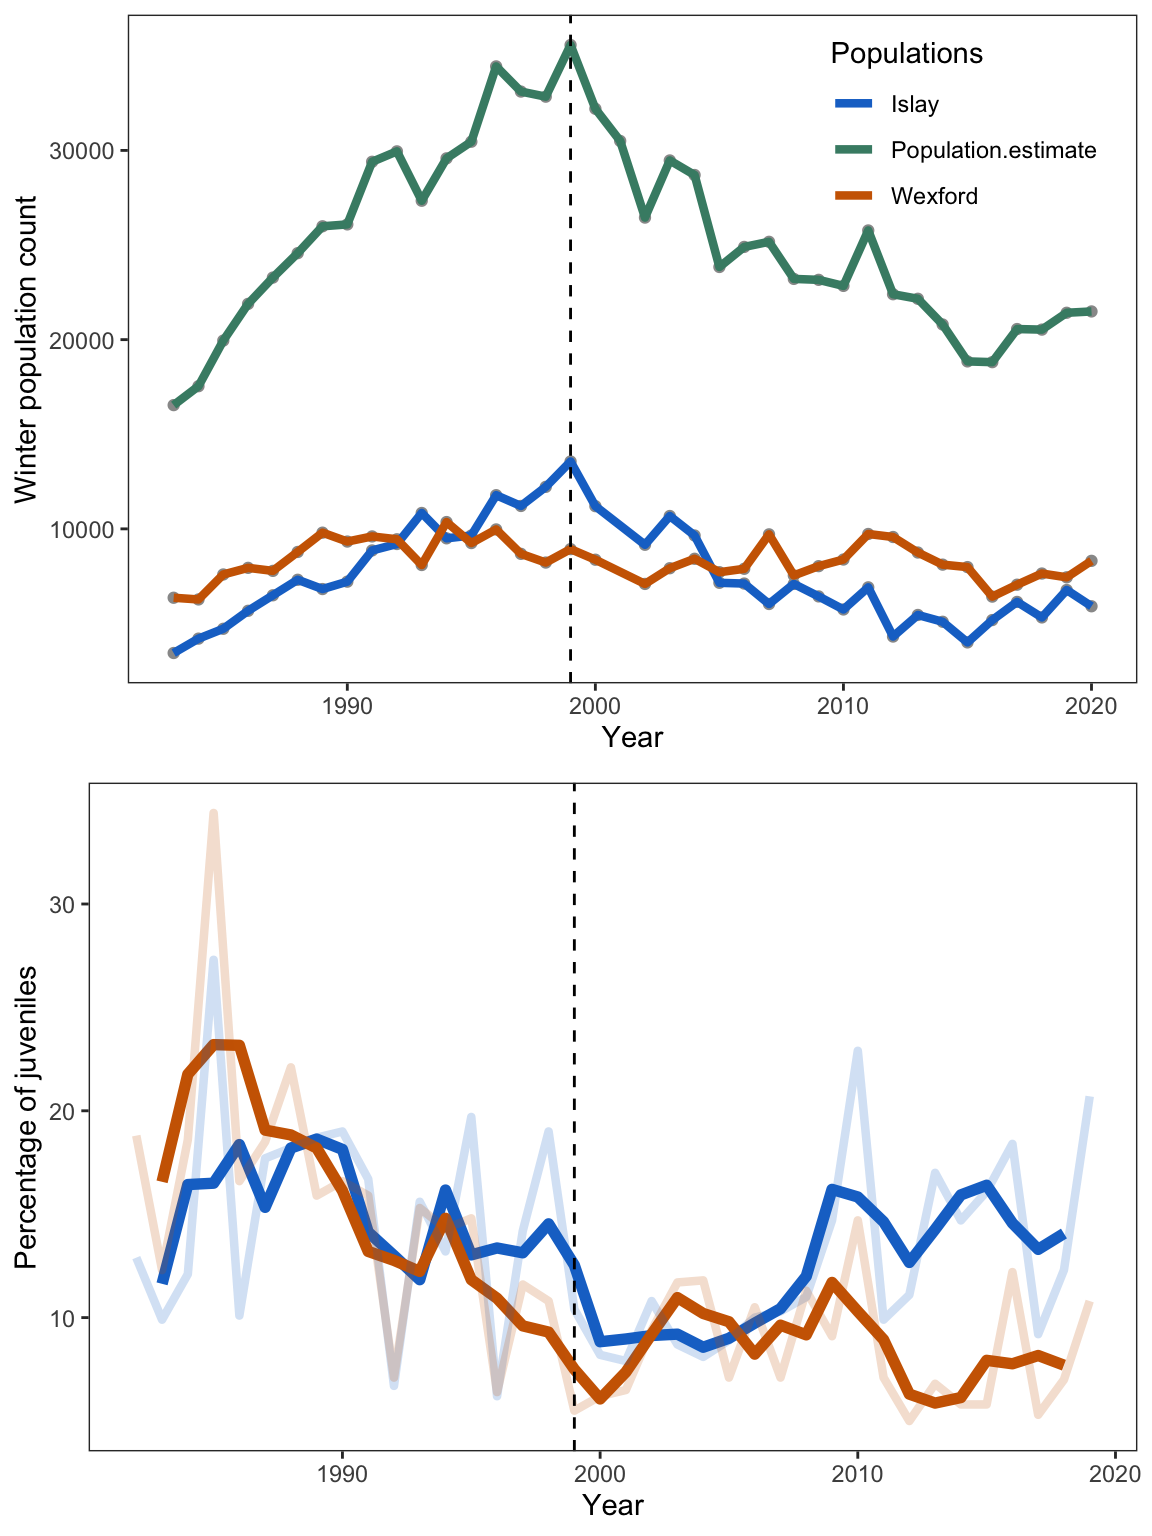 Populations
Islay
Population.estimate
Wexford
Winter population count
30000
20000
10000
1990 2000 2010 2020
Year
Percentage of juveniles
30
20
10
1990 2000 2010 2020
Year